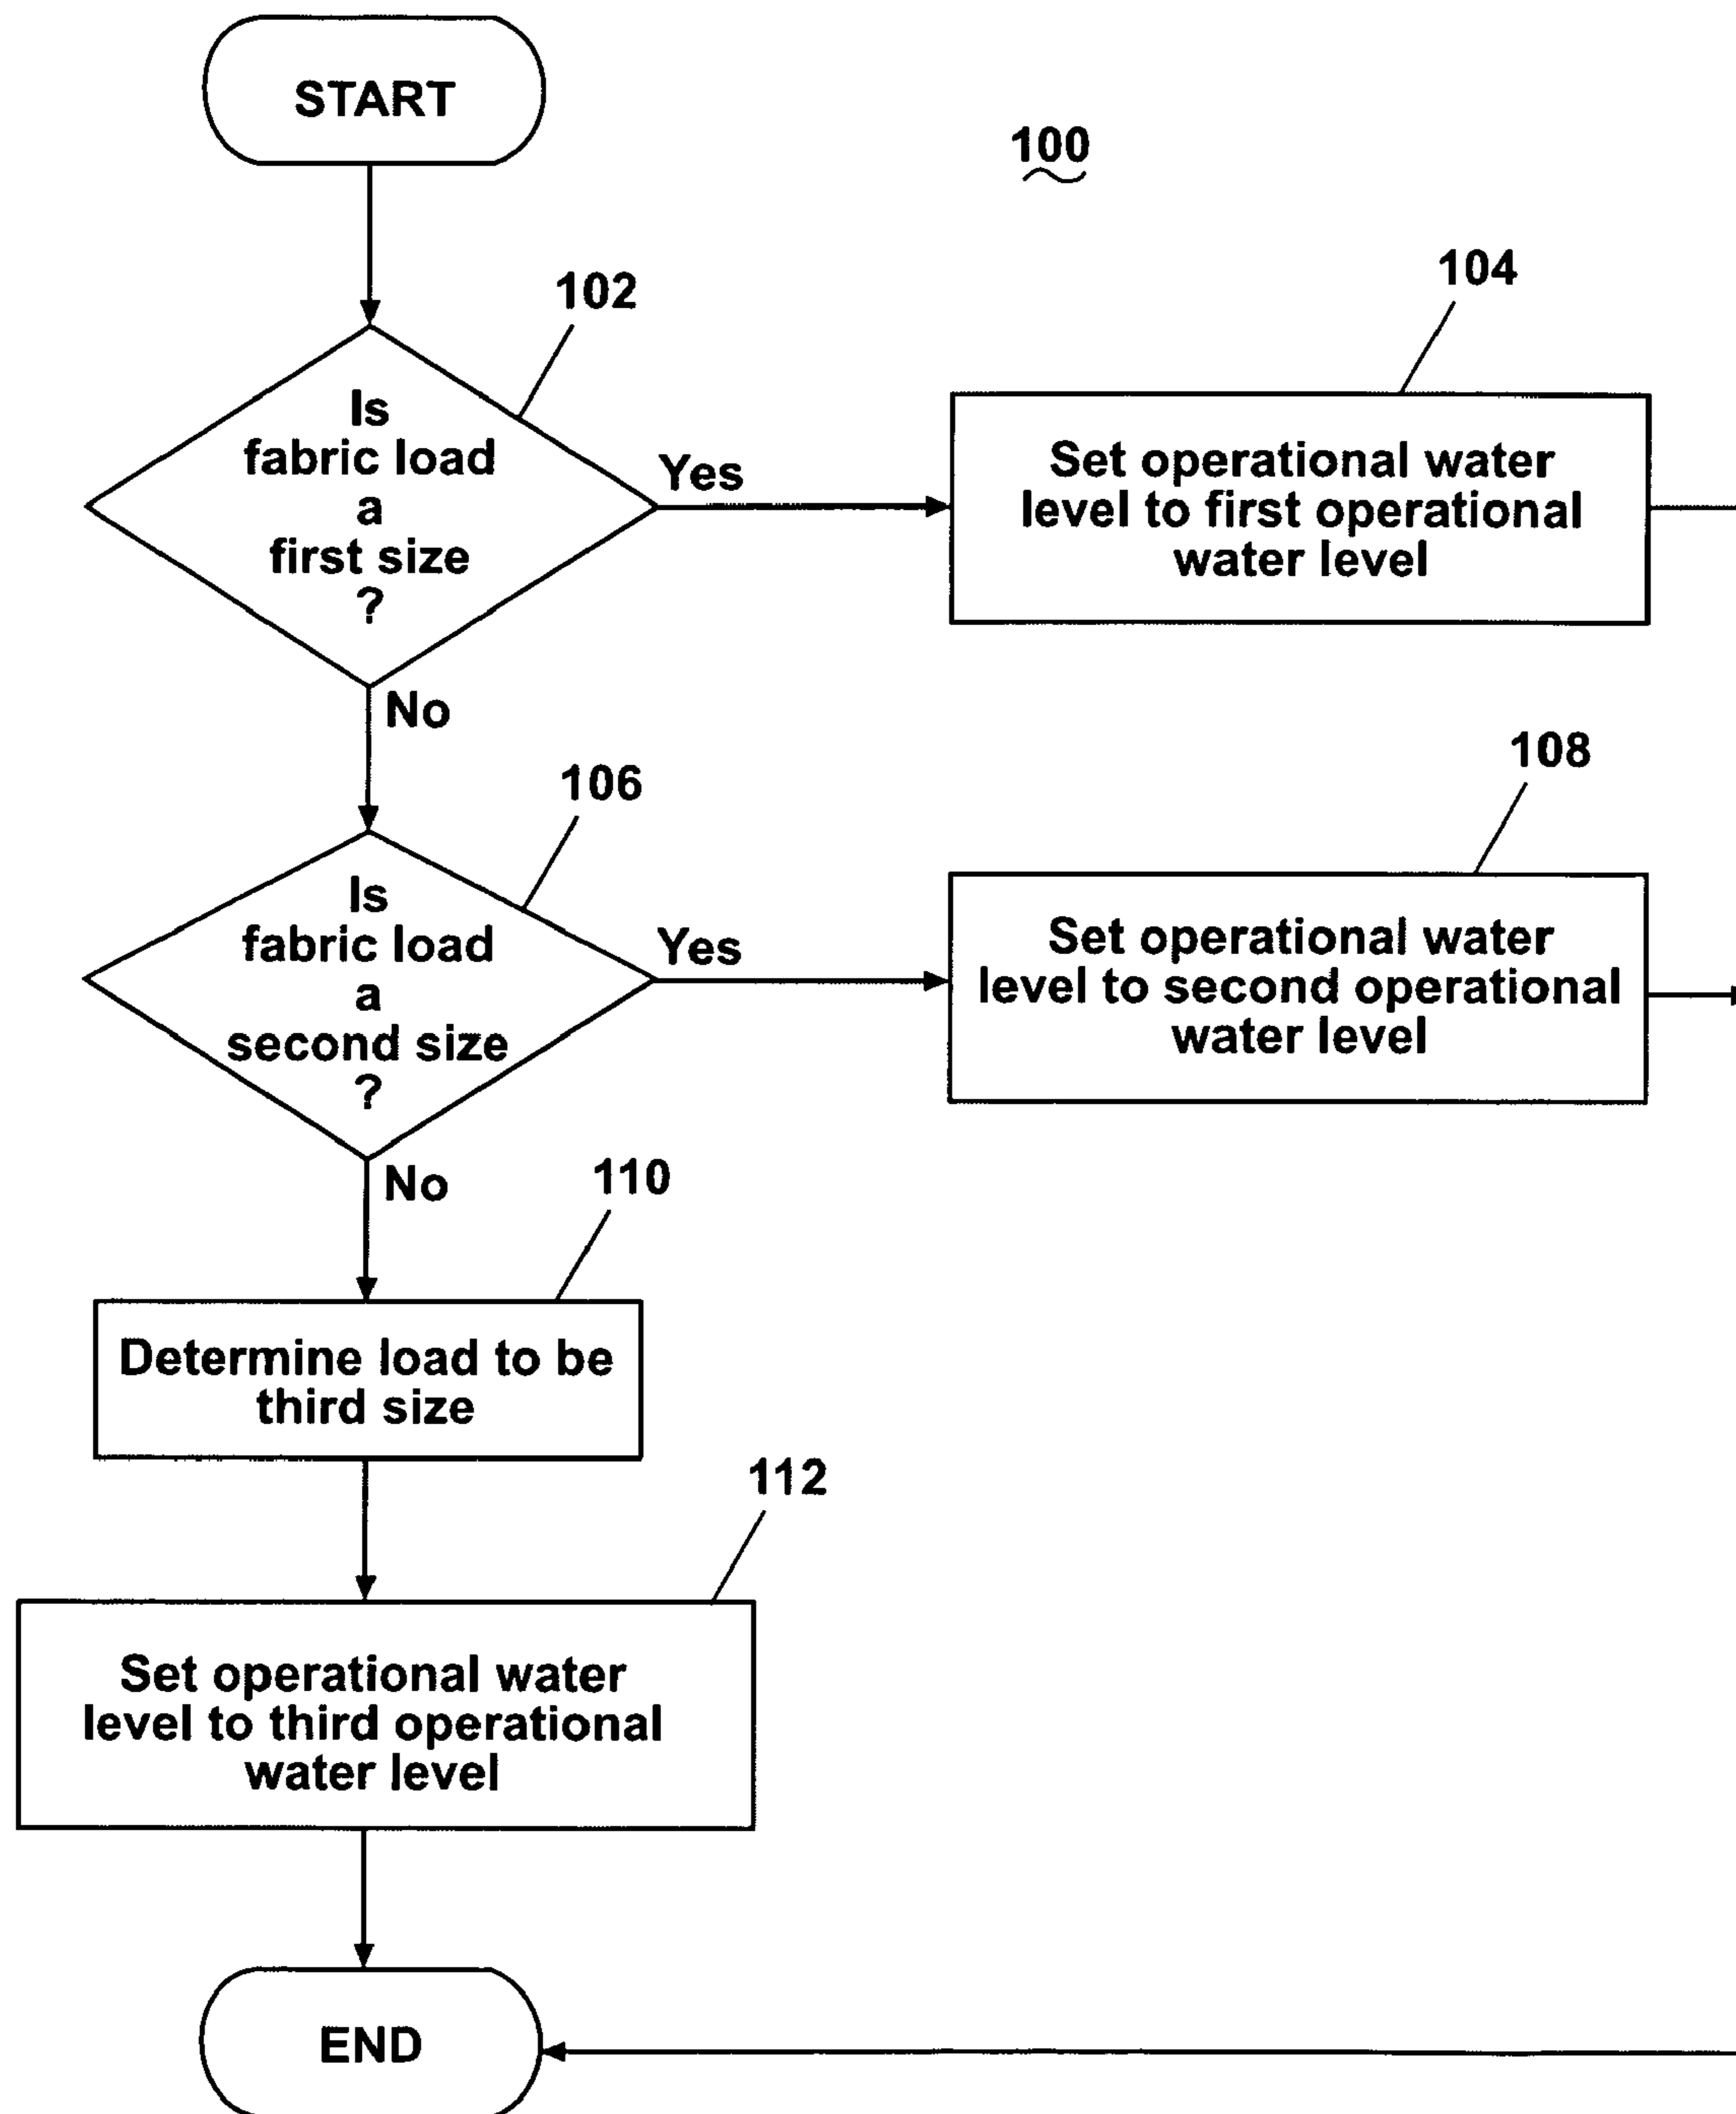 START
100
102
104
Is
fabric load
a
first size
?
Yes
Set operational water
level to first operational
water level
No
106
108
Is
fabric load
a
second size
?
Yes
Set operational water
level to second operational
water level
No
110
Determine load to be
third size
112
Set operational water
level to third operational
water level
END